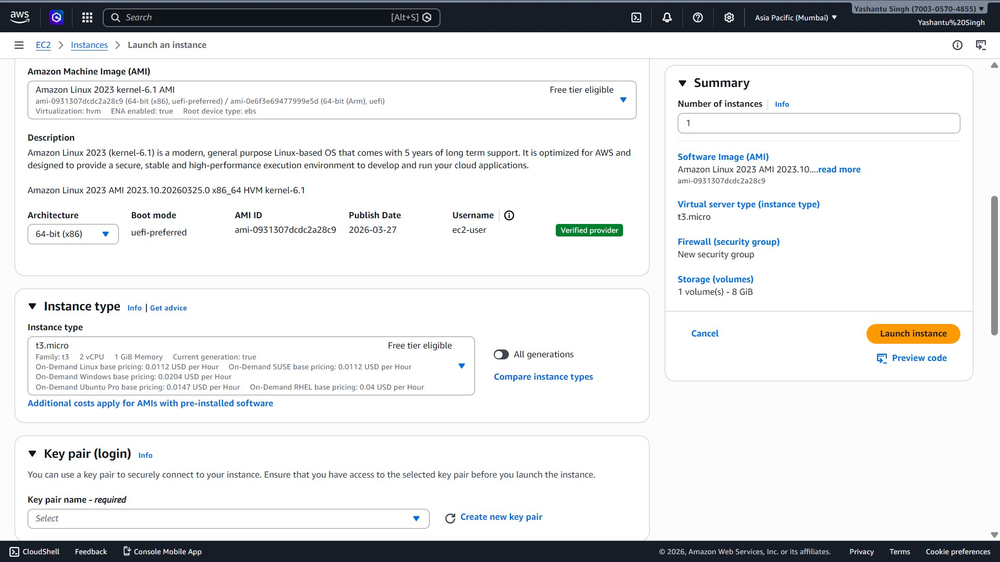 aws
Search
[Alt+S]
Asia Pacific (Mumbai)
Yashantu Singh (7003-0570-4855)
Yashantu%20Singh
EC2
Instances
Launch an instance
Amazon Machine Image (AMI)
Amazon Linux 2023 kernel-6.1 AMI
Free tier eligible
ami-0931307dcdc2a28c9 (64-bit (x86), uefi-preferred) / ami-0e6f3e69477999e5d (64-bit (Arm), uefi)
Virtualization: hvm ENA enabled: true Root device type: ebs
Description
Amazon Linux 2023 (kernel-6.1) is a modern, general purpose Linux-based OS that comes with 5 years of long term support. It is optimized for AWS and
designed to provide a secure, stable and high-performance execution environment to develop and run your cloud applications.
Amazon Linux 2023 AMI 2023.10.20260325.0 x86_64 HVM kernel-6.1
Architecture
64-bit (x86)
Boot mode
uefi-preferred
AMI ID
ami-0931307dcdc2a28c9
Publish Date
2026-03-27
Username
ec2-user
Verified provider
Instance type
Info | Get advice
Instance type
t3.micro
Free tier eligible
Family: t3 2 vCPU 1 GiB Memory Current generation: true
On-Demand Linux base pricing: 0.0112 USD per Hour On-Demand SUSE base pricing: 0.0112 USD per Hour
On-Demand Windows base pricing: 0.0204 USD per Hour
On-Demand Ubuntu Pro base pricing: 0.0147 USD per Hour On-Demand RHEL base pricing: 0.04 USD per Hour
All generations
Compare instance types
Additional costs apply for AMIs with pre-installed software
Key pair (login)
Info
You can use a key pair to securely connect to your instance. Ensure that you have access to the selected key pair before you launch the instance.
Key pair name - required
Select
Create new key pair
Summary
Number of instances
Info
1
Software Image (AMI)
Amazon Linux 2023 AMI 2023.10....read more
ami-0931307dcdc2a28c9
Virtual server type (instance type)
t3.micro
Firewall (security group)
New security group
Storage (volumes)
1 volume(s) - 8 GiB
Cancel
Launch instance
Preview code
CloudShell
Feedback
Console Mobile App
© 2026, Amazon Web Services, Inc. or its affiliates.
Privacy
Terms
Cookie preferences